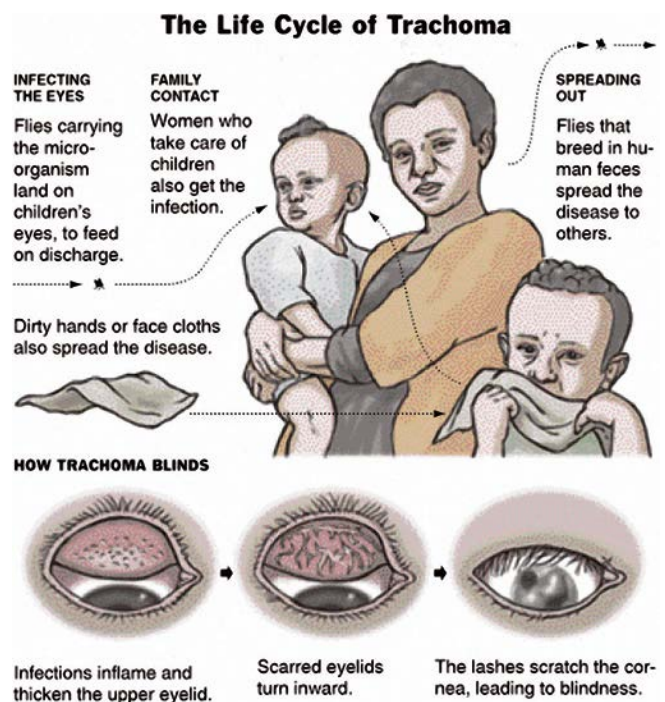 The Life Cycle of Trachoma
INFECTING
THE EYES
Flies carrying
the micro-
organism
land on
children's
eyes, to feed
on discharge.
FAMILY
CONTACT
Women who
take care of
children
also get the
infection.
SPREADING
OUT
Flies that
breed in hu-
man feces
spread the
disease to
others.
Dirty hands or face cloths
also spread the disease.
HOW TRACHOMA BLINDS
Infections inflame and
thicken the upper eyelid.
Scarred eyelids
turn inward.
The lashes scratch the cor-
nea, leading to blindness.